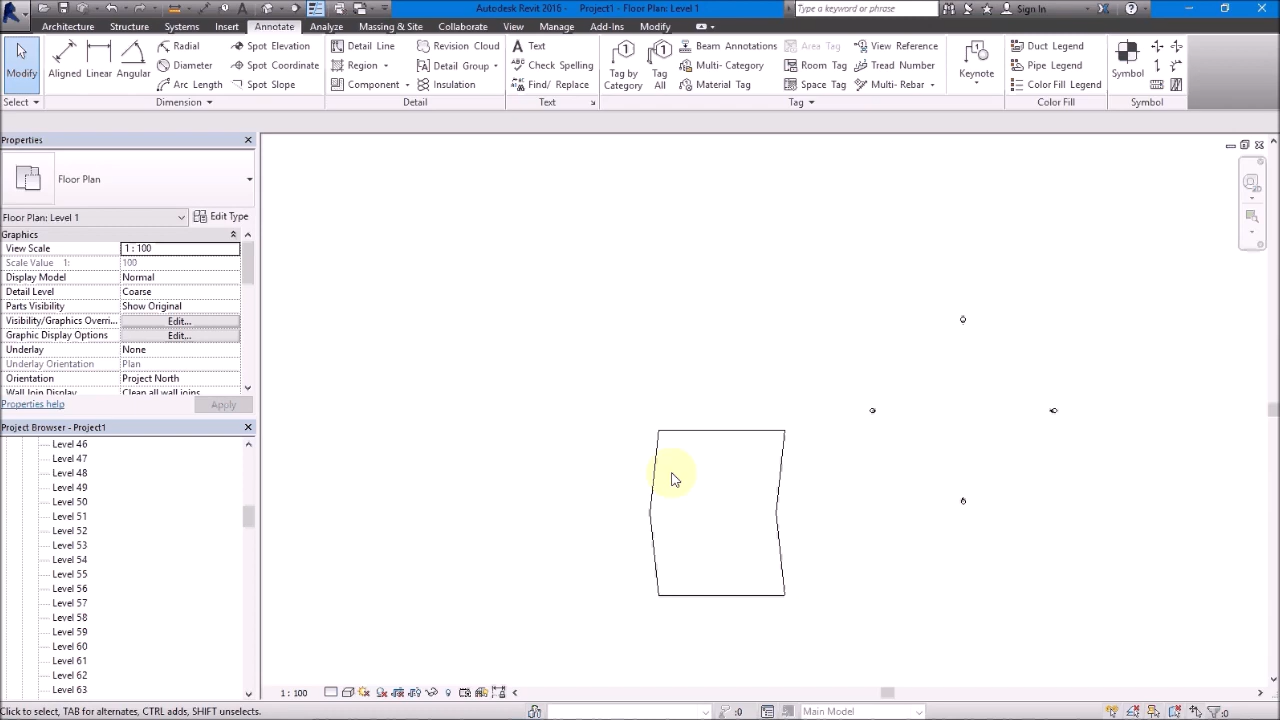 Autodesk Revit 2016 - Project1 - Floor Plan: Level 1
Type a keyword or phrase
Sign In
Architecture Structure Systems Insert Annotate Analyze Massing & Site Collaborate View Manage Add-Ins Modify
Modify
Select
Aligned Linear Angular
Radial
Diameter
Arc Length
Spot Elevation
Spot Coordinate
Spot Slope
Dimension
Detail Line
Region
Component
Revision Cloud
Detail Group
Insulation
Detail
Text
Check Spelling
Find/ Replace
Text
Tag by
Category
Tag
All
Beam Annotations
Multi- Category
Material Tag
Area Tag
Room Tag
Space Tag
View Reference
Tread Number
Multi- Rebar
Tag
Keynote
Duct Legend
Pipe Legend
Color Fill Legend
Color Fill
Symbol
Symbol
Properties
Floor Plan
Floor Plan: Level 1 Edit Type
Graphics
View Scale 1 : 100
Scale Value 1: 100
Display Model Normal
Detail Level Coarse
Parts Visibility Show Original
Visibility/Graphics Overri... Edit...
Graphic Display Options Edit...
Underlay None
Underlay Orientation Plan
Orientation Project North
Wall Join Display Clean all wall joins
Properties help Apply
Project Browser - Project1
Level 46
Level 47
Level 48
Level 49
Level 50
Level 51
Level 52
Level 53
Level 54
Level 55
Level 56
Level 57
Level 58
Level 59
Level 60
Level 61
Level 62
Level 63
1 : 100
Click to select, TAB for alternates, CTRL adds, SHIFT unselects.
:0
Main Model
:0